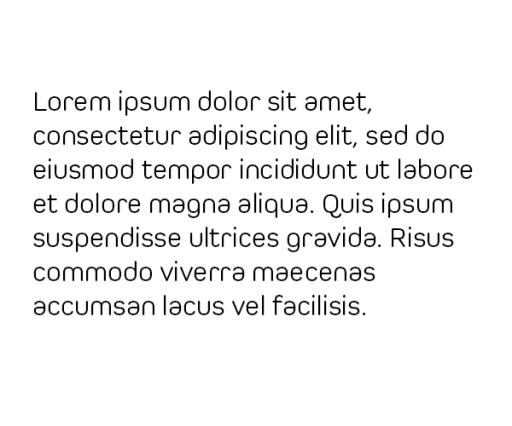 Lorem ipsum dolor sit amet,
consectetur adipiscing elit, sed do
eiusmod tempor incididunt ut labore
et dolore magna aliqua. Quis ipsum
suspendisse ultrices gravida. Risus
commodo viverra maecenas
accumsan lacus vel facilisis.